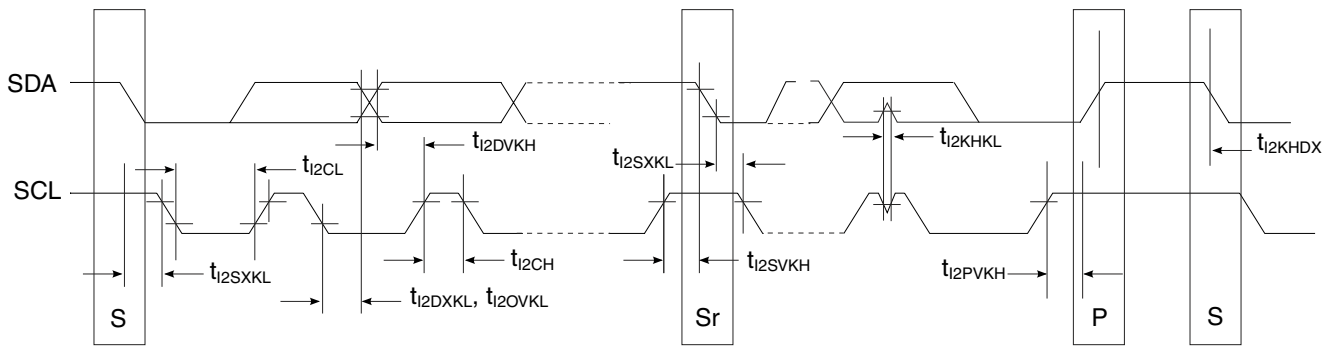 SDA
SCL
tI2DVKH
tI2CL
tI2SXKL
tI2KHKL
tI2KHDX
tI2SXKL
tI2CH
tI2SVKH
tI2PVKH
tI2DXKL, tI2OVKL
S
Sr
P
S